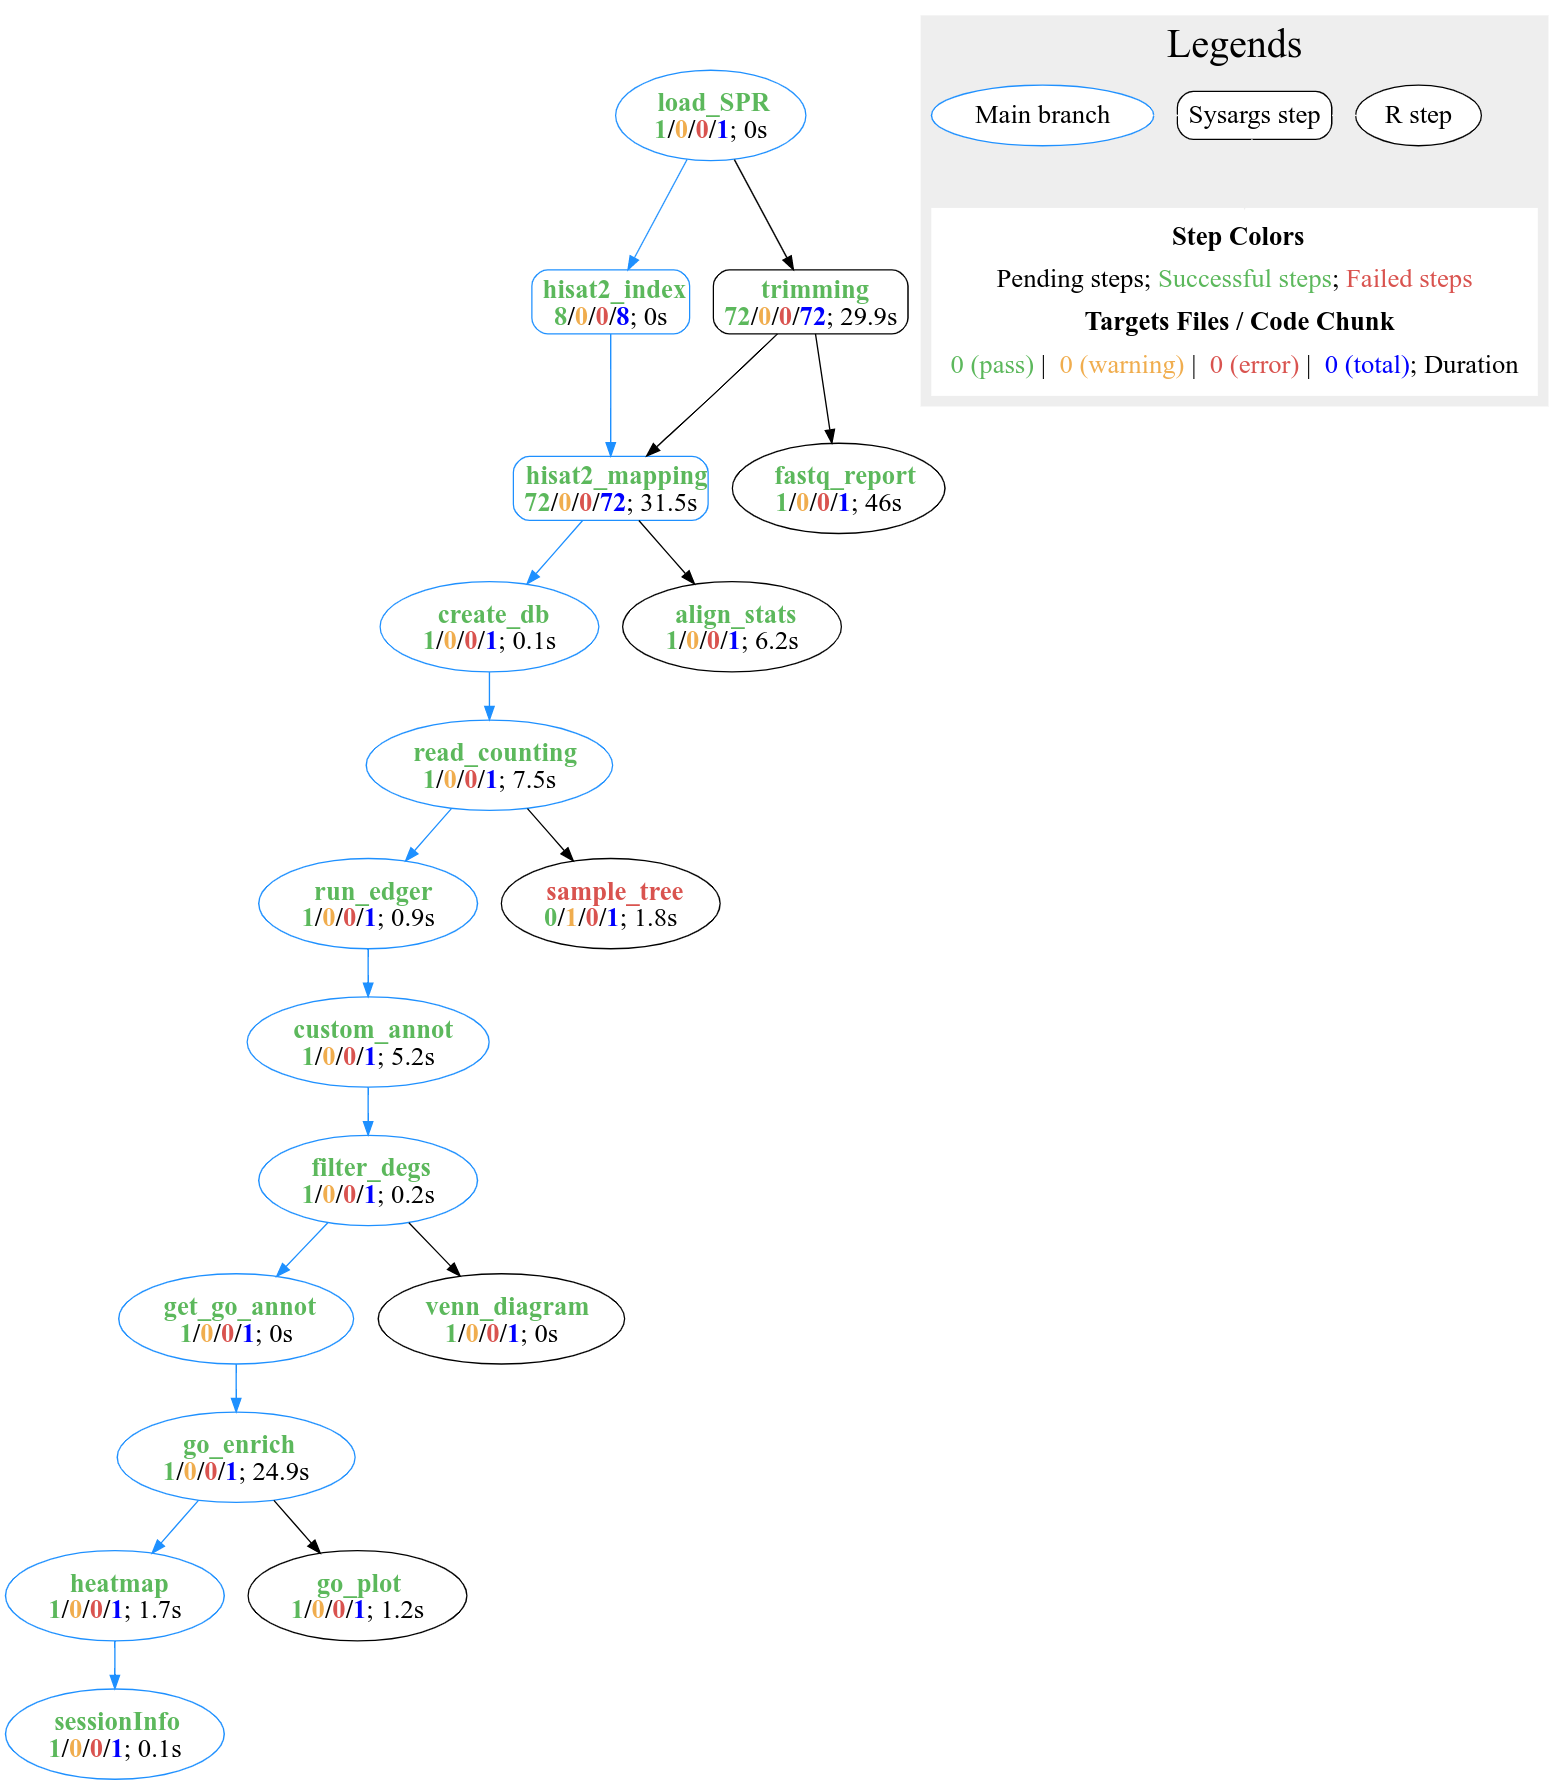 Legends
Main branch
Sysargs step
R step
Step Colors
Pending steps; Successful steps; Failed steps
Targets Files / Code Chunk
0 (pass) | 0 (warning) | 0 (error) | 0 (total); Duration
load_SPR
1/0/0/1; 0s
hisat2_index
8/0/0/8; 0s
trimming
72/0/0/72; 29.9s
hisat2_mapping
72/0/0/72; 31.5s
fastq_report
1/0/0/1; 46s
create_db
1/0/0/1; 0.1s
align_stats
1/0/0/1; 6.2s
read_counting
1/0/0/1; 7.5s
run_edger
1/0/0/1; 0.9s
sample_tree
0/1/0/1; 1.8s
custom_annot
1/0/0/1; 5.2s
filter_degs
1/0/0/1; 0.2s
get_go_annot
1/0/0/1; 0s
venn_diagram
1/0/0/1; 0s
go_enrich
1/0/0/1; 24.9s
heatmap
1/0/0/1; 1.7s
go_plot
1/0/0/1; 1.2s
sessionInfo
1/0/0/1; 0.1s